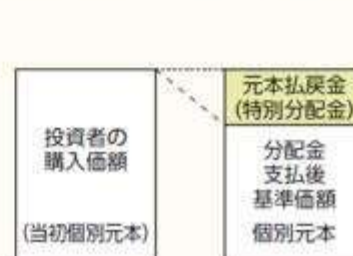 投資者の
購入価額
(当初個別元本)
元本払戻金
(特別分配金)
分配金
支払後
基準価額
個別元本